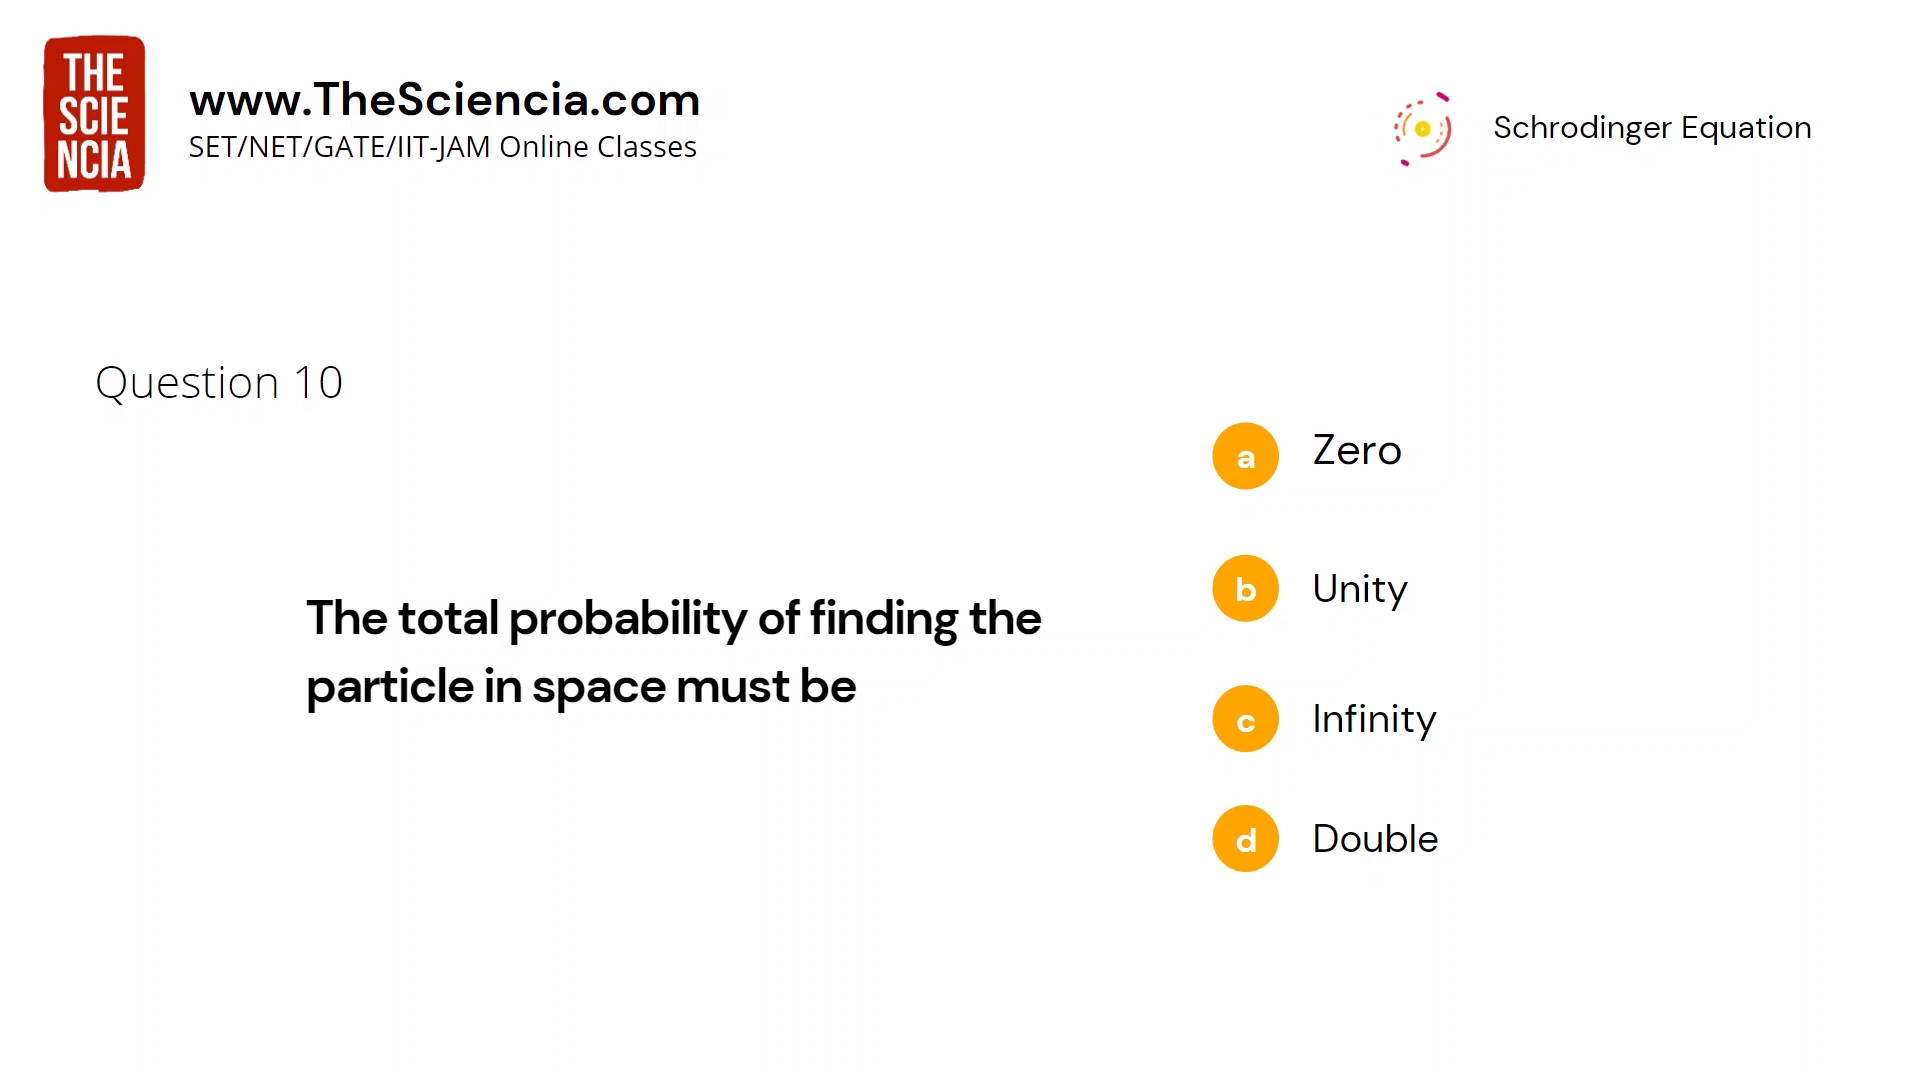 THE
SCIE
NCIA
www.TheSciencia.com
SET/NET/GATE/IIT-JAM Online Classes
Schrodinger Equation
Question 10
The total probability of finding the
particle in space must be
a Zero
b Unity
c Infinity
d Double